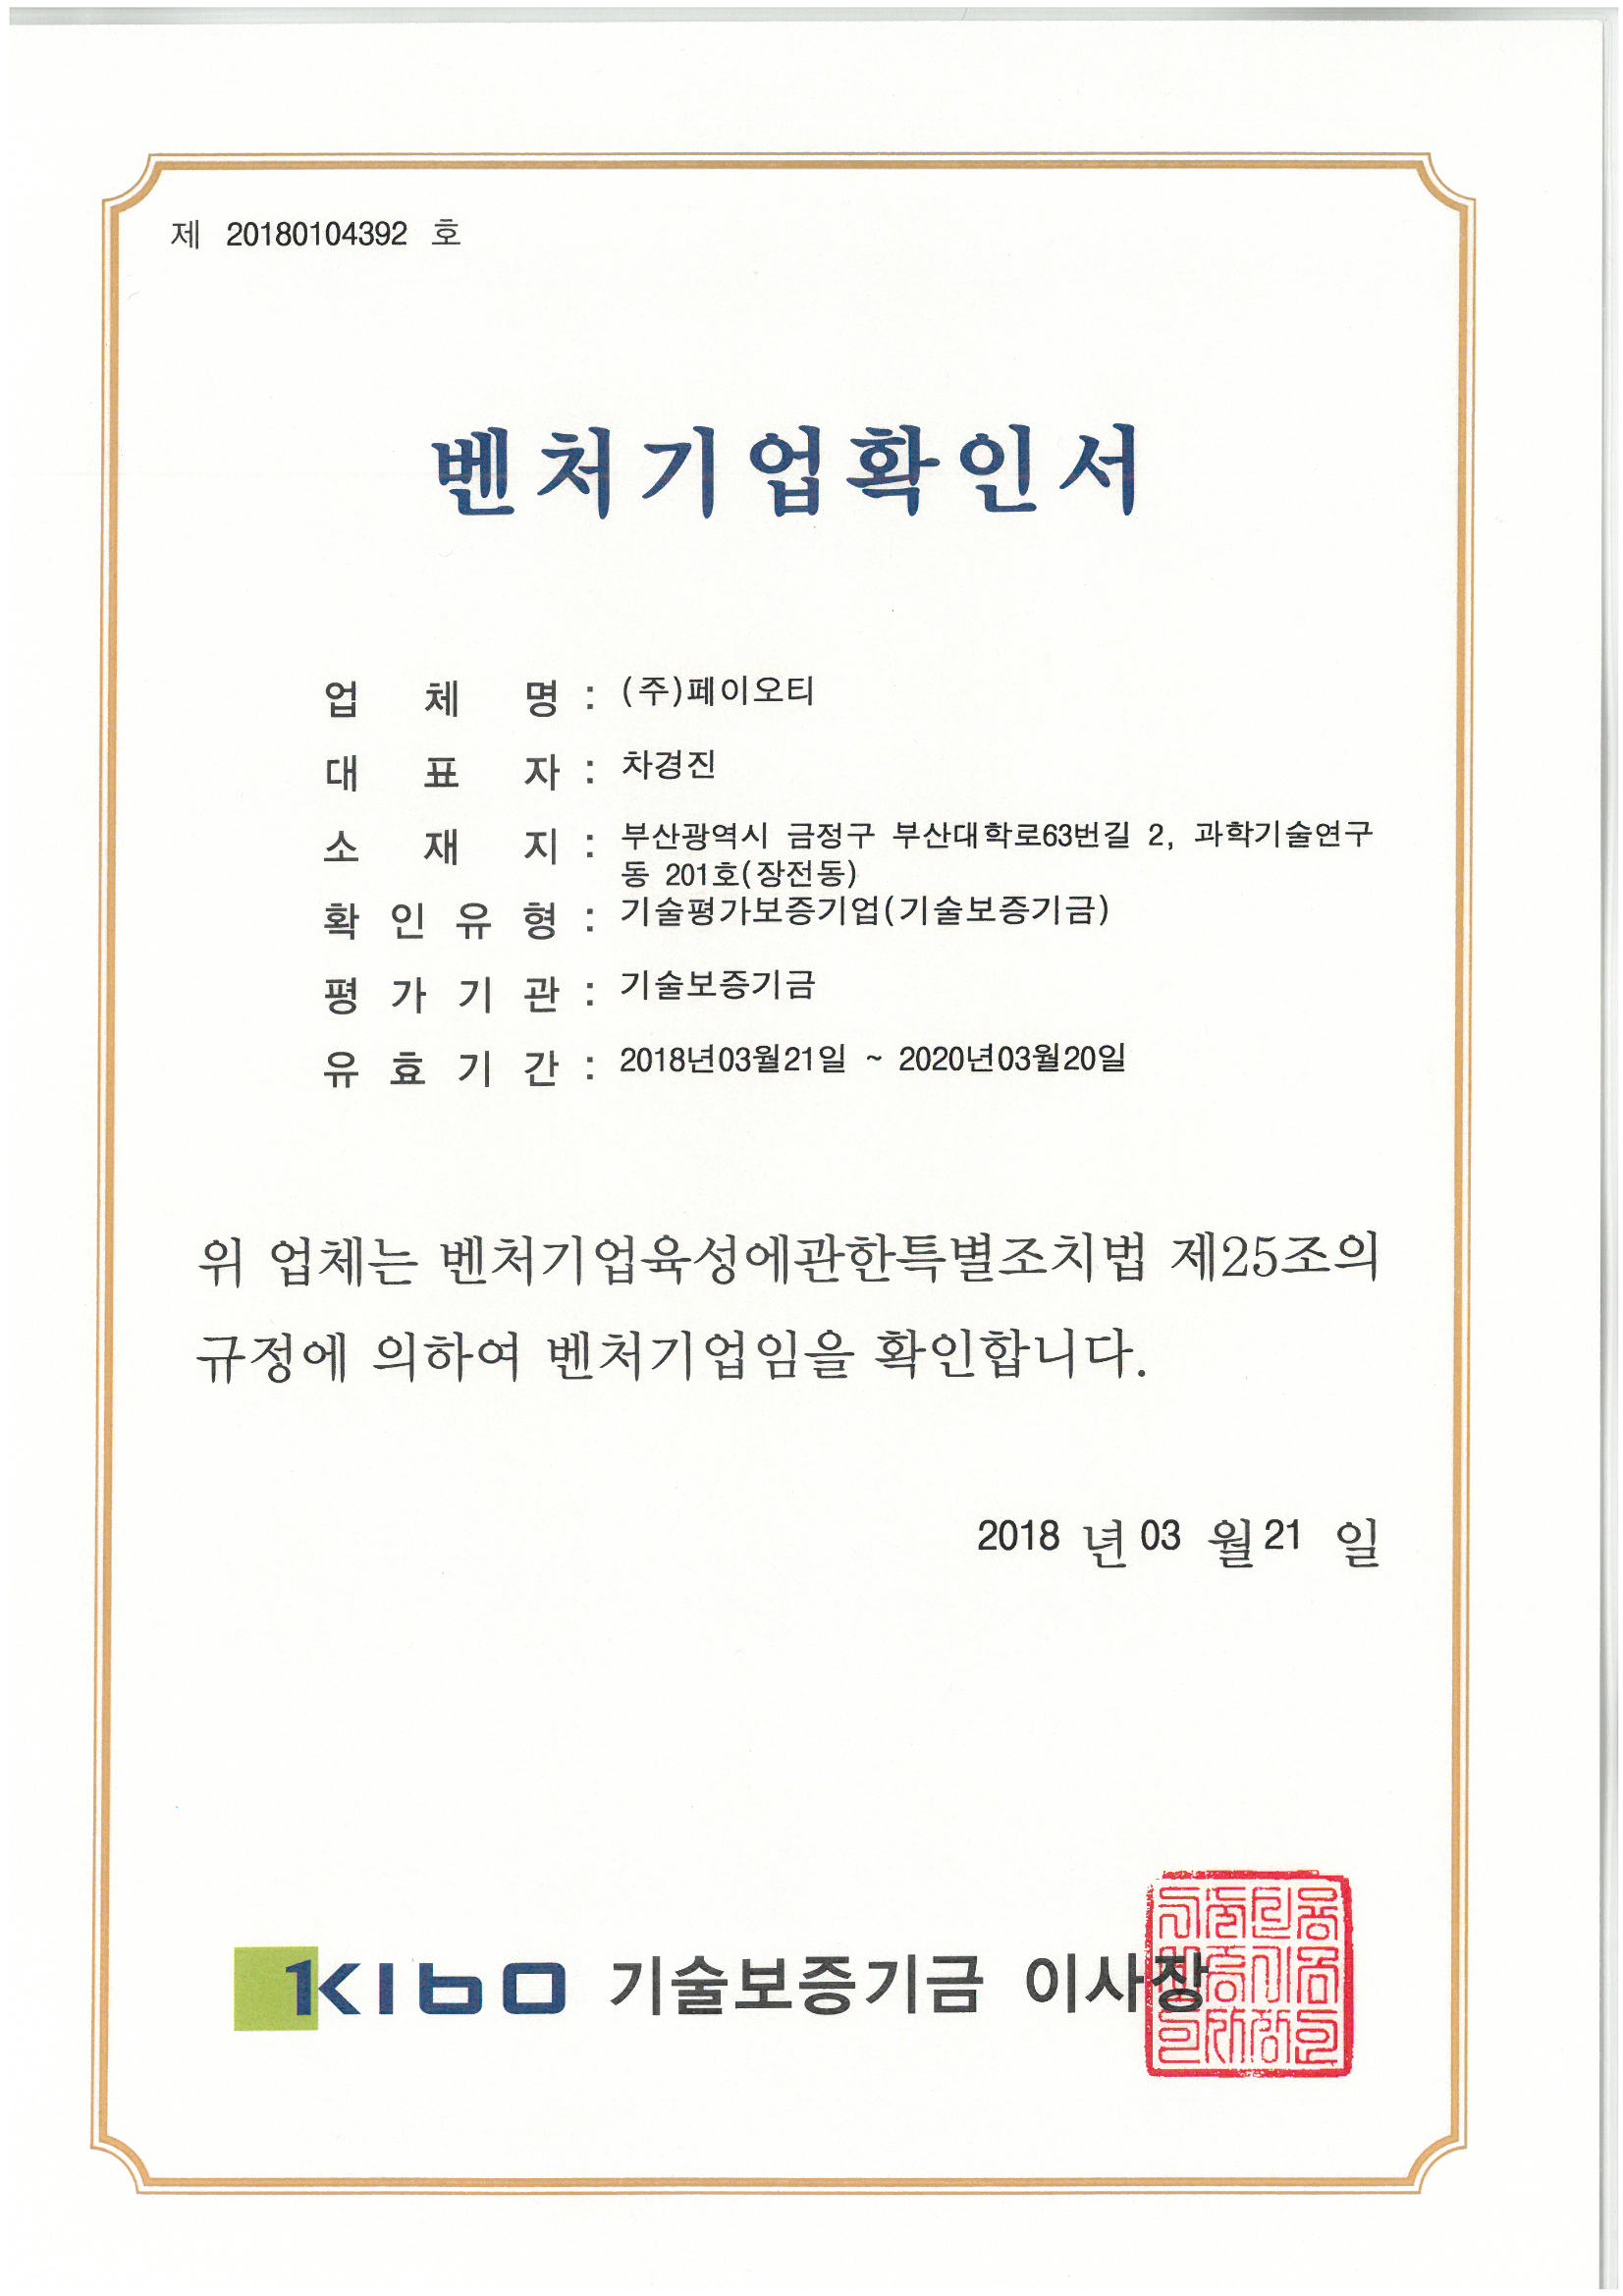 제 20180104392 호
벤처기업확인서
업 체 명 : (주)페이오티
대 표 자 : 차경진
소 재 지 : 부산광역시 금정구 부산대학로63번길 2, 과학기술연구
동 201호(장전동)
확 인 유 형 : 기술평가보증기업(기술보증기금)
평 가 기 관 : 기술보증기금
유 효 기 간 : 2018년03월21일 ~ 2020년03월20일
위 업체는 벤처기업육성에관한특별조치법 제25조의
규정에 의하여 벤처기업임을 확인합니다.
2018 년 03 월 21 일
KIBO 기술보증기금 이사장